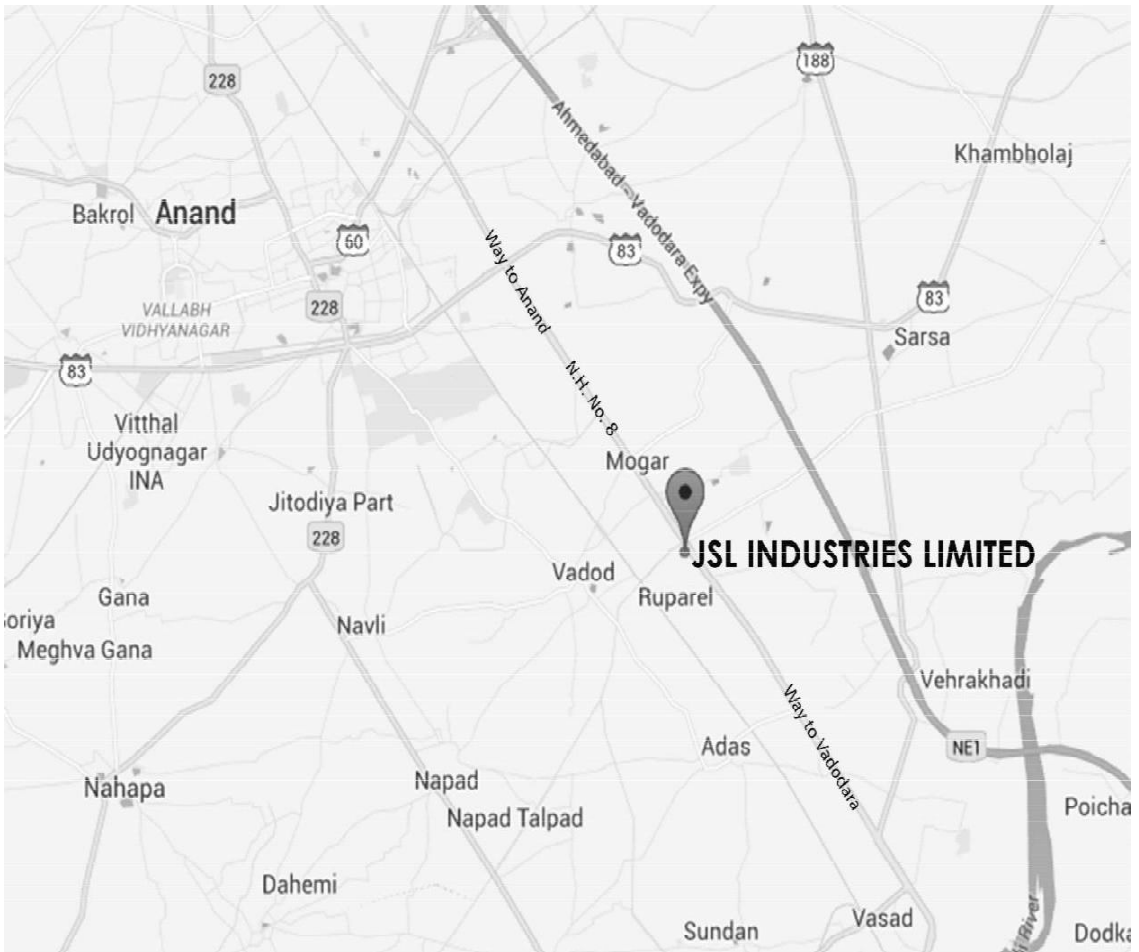 228
188
Ahmedabad - Vadodara Expy
Khambholaj
Bakrol
Anand
60
Way to Anand
83
83
VALLABH
VIDHYANAGAR
228
Sarsa
83
N.H. No. 8
Vitthal
Udyognagar
INA
Mogar
Jitodiya Part
228
JSL INDUSTRIES LIMITED
Vadod
Ruparel
Gana
oriya
Navli
Meghva Gana
Vehrakhadi
Way to Vadodara
Adas
NE1
Nahapa
Napad
Poicha
Napad Talpad
Dahemi
Vasad
Sundan
River
Dodka